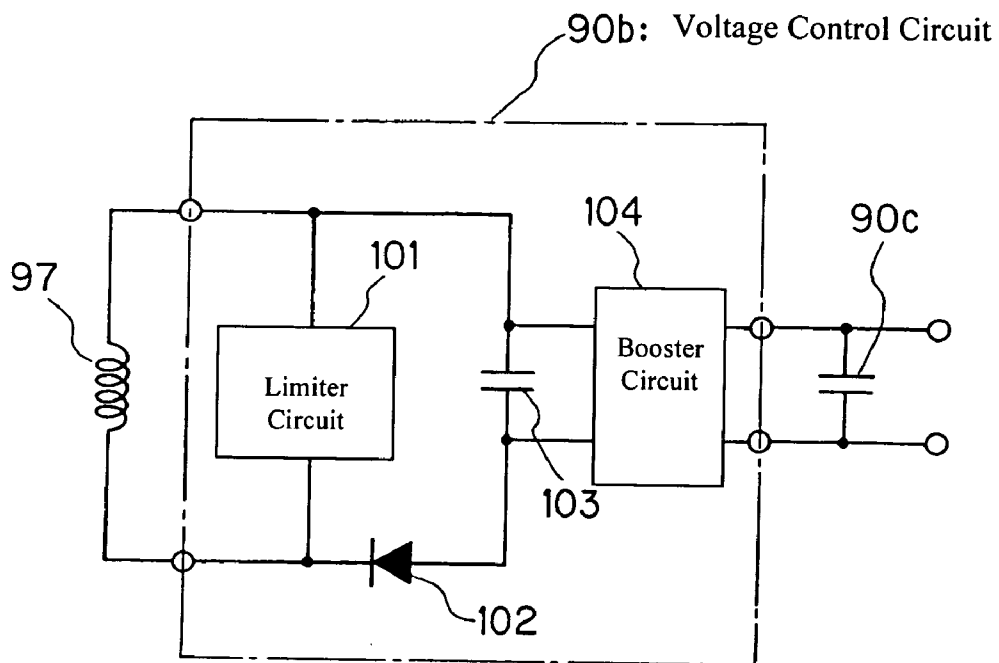 90b: Voltage Control Circuit
104
90c
101
97
Booster
Circuit
Limiter
Circuit
103
102